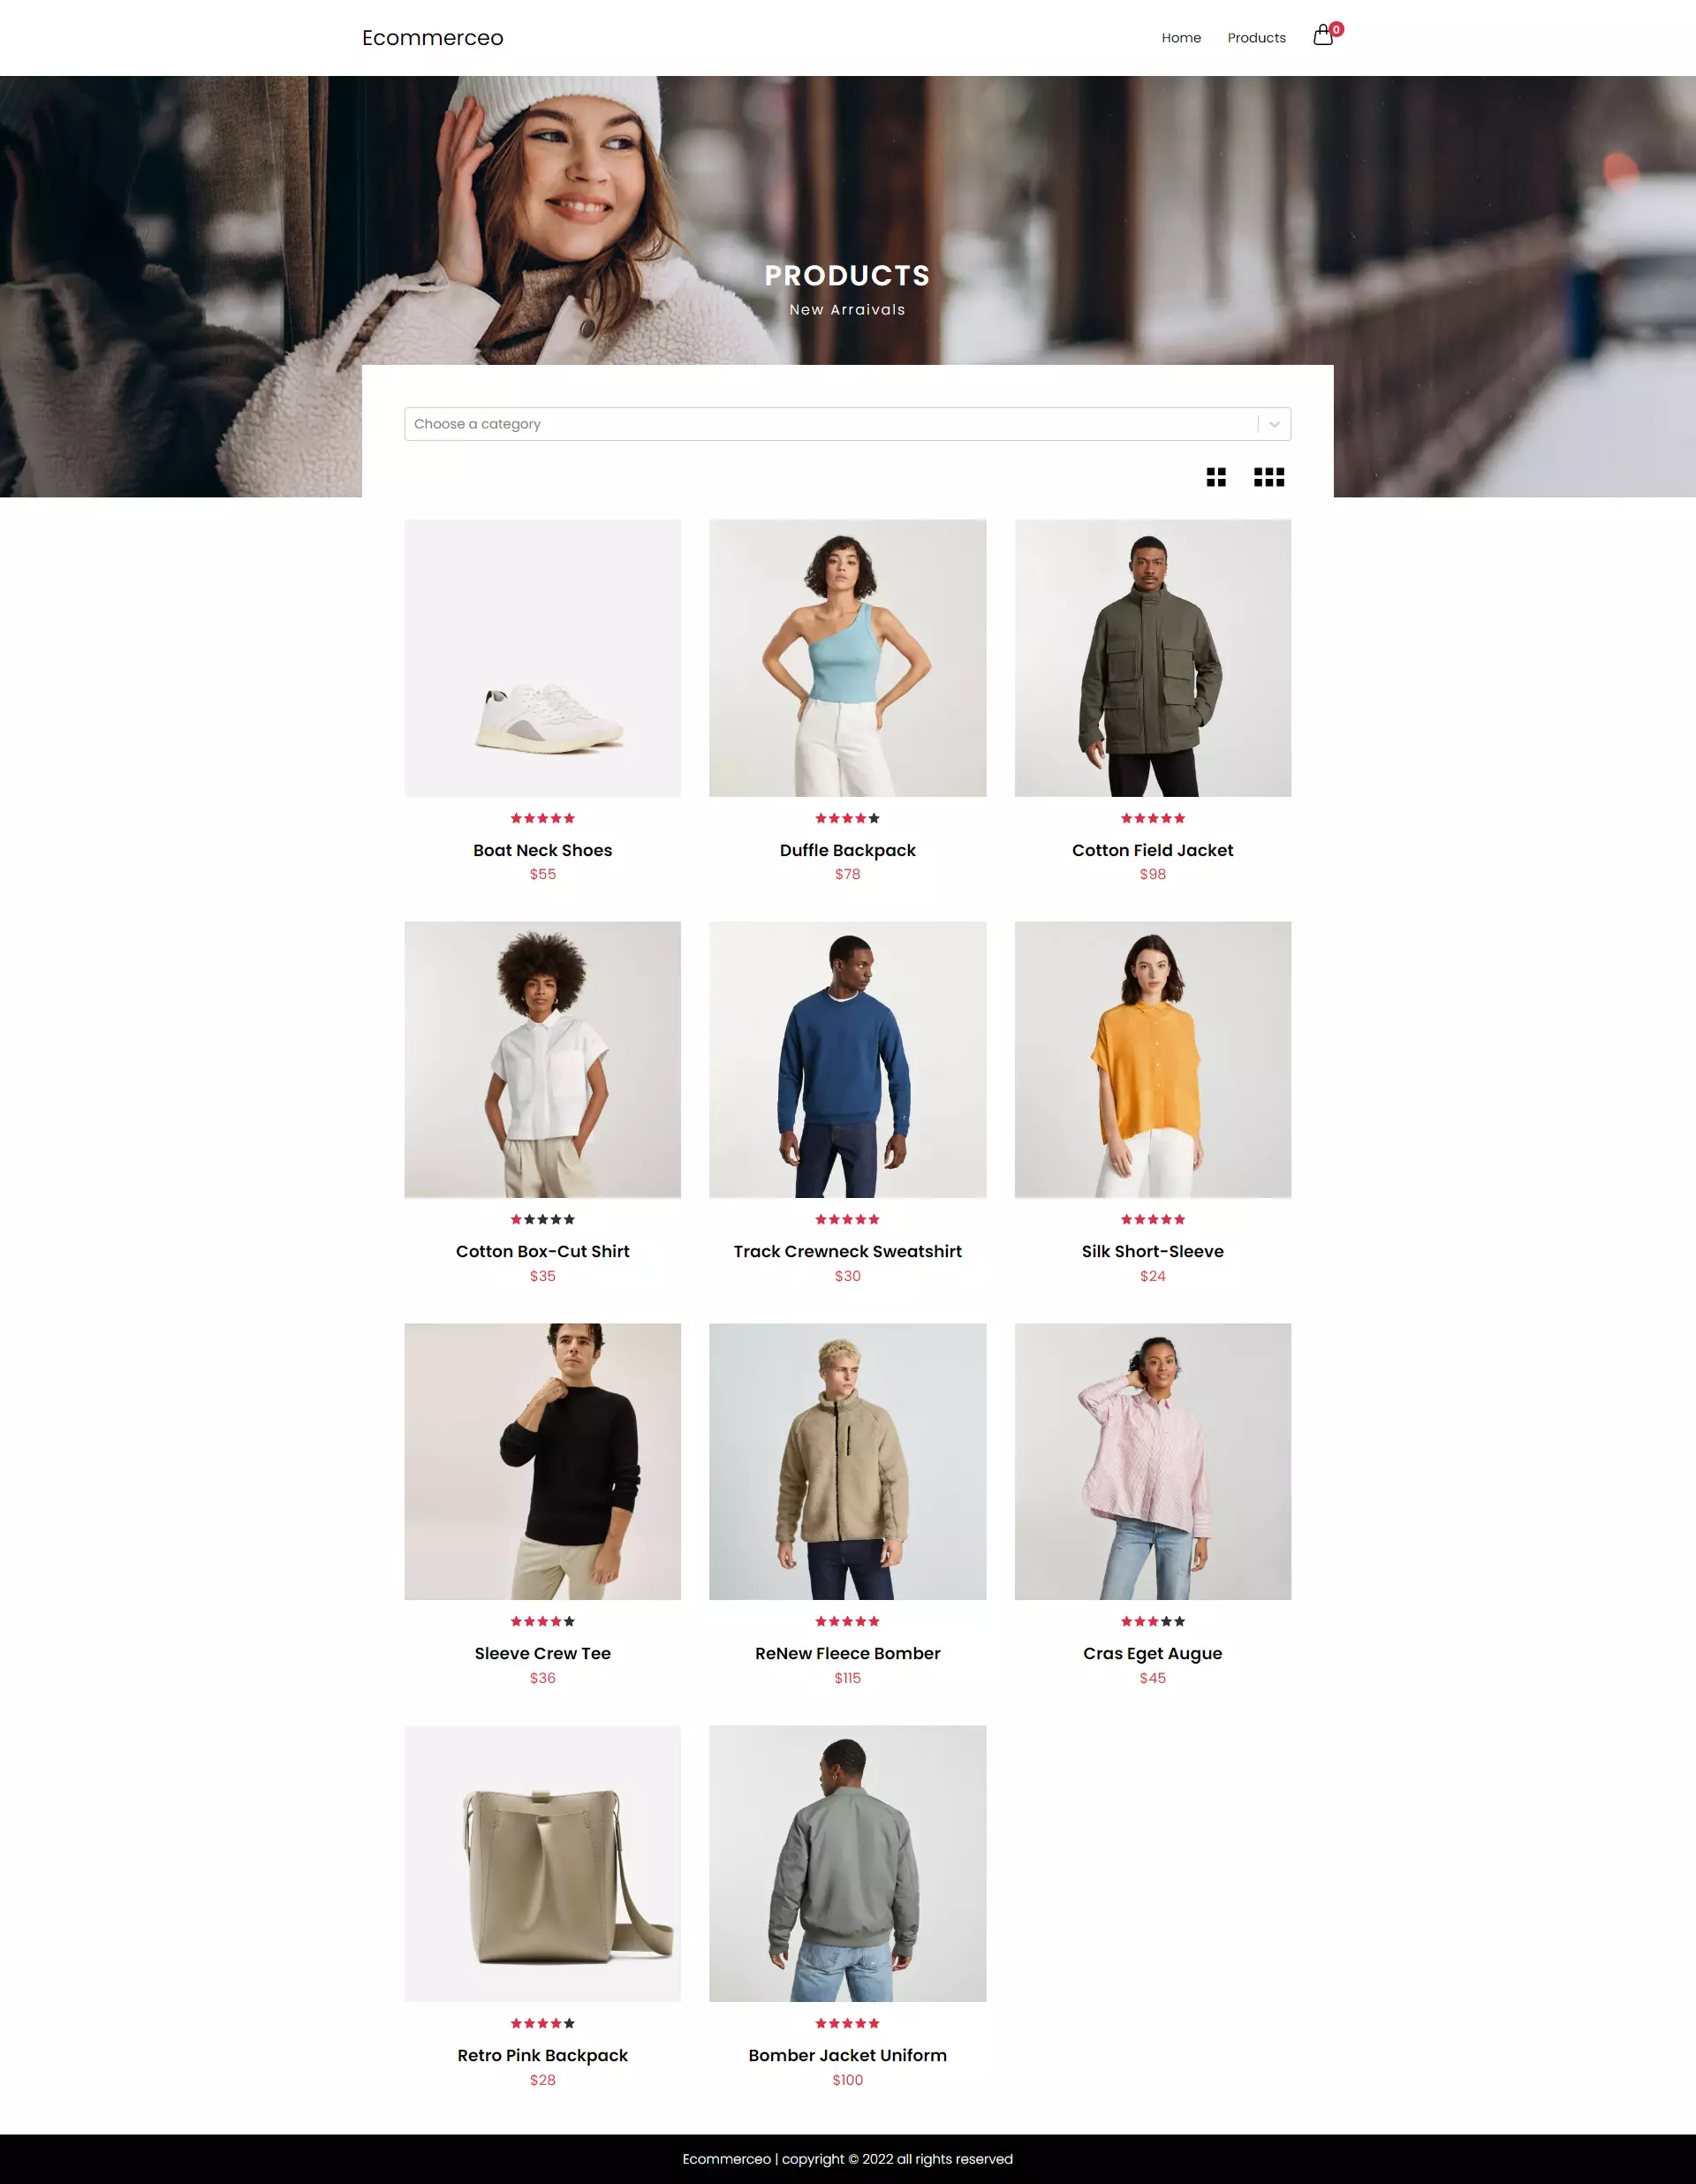 Ecommerceo
Home Products 0
PRODUCTS
New Arraivals
Choose a category
Boat Neck Shoes
$55
Duffle Backpack
$78
Cotton Field Jacket
$98
Cotton Box-Cut Shirt
$35
Track Crewneck Sweatshirt
$30
Silk Short-Sleeve
$24
Sleeve Crew Tee
$36
ReNew Fleece Bomber
$115
Cras Eget Augue
$45
Retro Pink Backpack
$28
Bomber Jacket Uniform
$100
Ecommerceo | copyright © 2022 all rights reserved